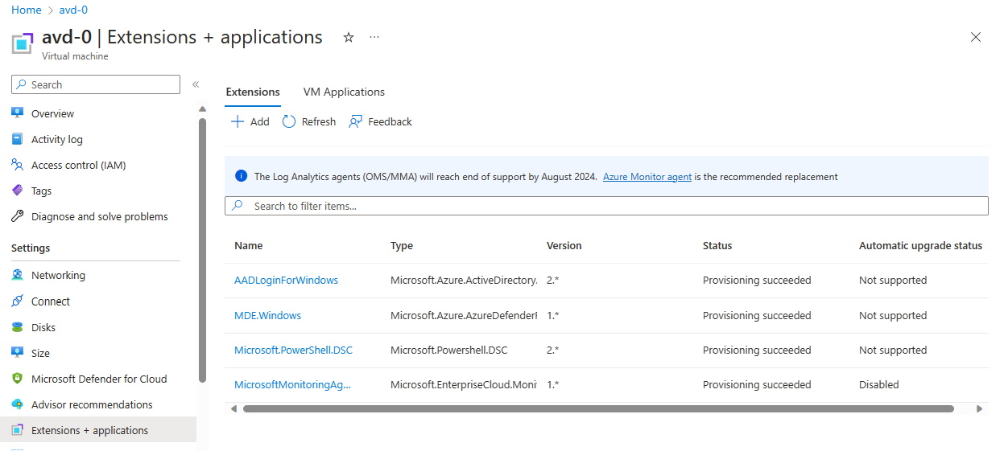 Home > avd-0
avd-0 | Extensions + applications
Virtual machine
Search
Overview
Activity log
Access control (IAM)
Tags
Diagnose and solve problems
Settings
Networking
Connect
Disks
Size
Microsoft Defender for Cloud
Advisor recommendations
Extensions + applications
Extensions VM Applications
Add Refresh Feedback
The Log Analytics agents (OMS/MMA) will reach end of support by August 2024. Azure Monitor agent is the recommended replacement
Search to filter items...
Name Type Version Status Automatic upgrade status
AADLoginForWindows Microsoft.Azure.ActiveDirectory. 2.* Provisioning succeeded Not supported
MDE.Windows Microsoft.Azure.AzureDefender 1.* Provisioning succeeded Not supported
Microsoft.PowerShell.DSC Microsoft.Powershell.DSC 2.* Provisioning succeeded Not supported
MicrosoftMonitoringAg... Microsoft.EnterpriseCloud.Moni 1.* Provisioning succeeded Disabled